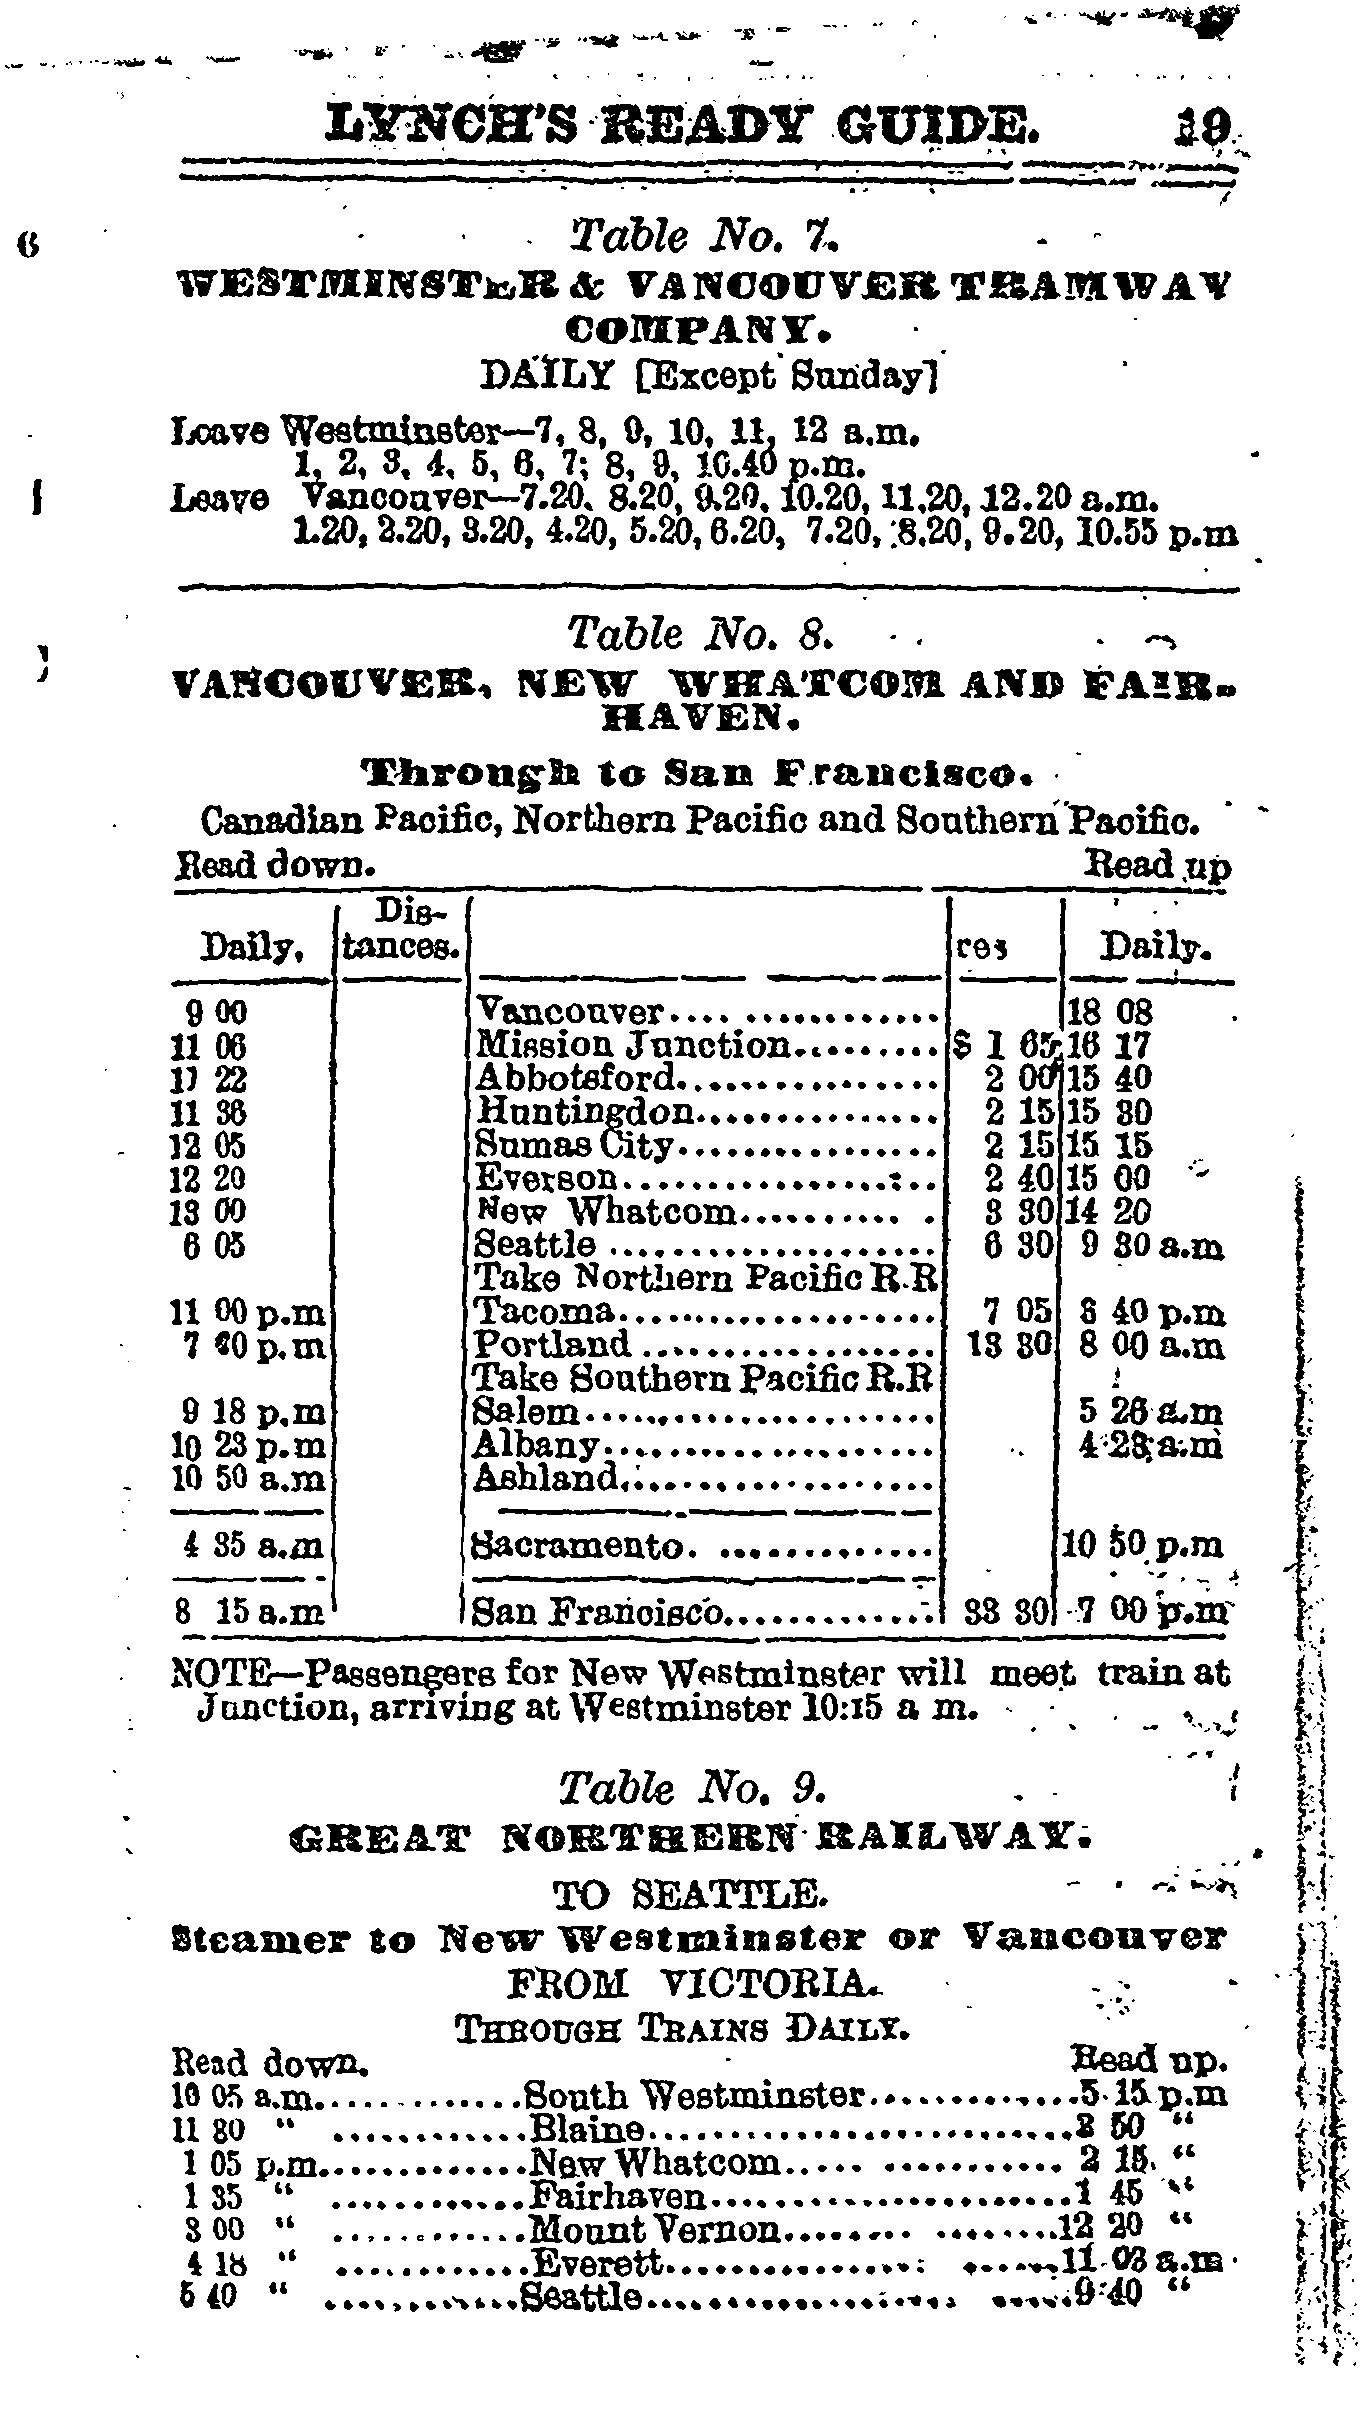 LYNCH'S READY GUIDE. 19
Table No. 7.
WESTMINSTER & VANCOUVER TRAMWAY
COMPANY.
DAILY [Except Sunday]
Leave Westminster—7, 8, 9, 10, 11, 12 a.m.
1, 2, 3, 4, 5, 6, 7; 8, 9, 10.40 p.m.
Leave Vancouver—7.20, 8.20, 9.20, 10.20, 11.20, 12.20 a.m.
1.20, 2.20, 3.20, 4.20, 5.20, 6.20, 7.20, 8.20, 9.20, 10.55 p.m
Table No. 8.
VANCOUVER, NEW WHATCOM AND FAIR-
HAVEN.
Through to San Francisco.
Canadian Pacific, Northern Pacific and Southern Pacific.
Read down. Read up
Daily. Dis-tances. res Daily.
9 00 Vancouver 18 08
11 06 Mission Junction $ 1 65 16 17
11 22 Abbotsford 2 00 15 40
11 36 Huntingdon 2 15 15 30
12 05 Sumas City 2 15 15 15
12 20 Everson 2 40 15 00
13 00 New Whatcom 3 30 14 20
6 05 Seattle 6 30 9 30 a.m
Take Northern Pacific R.R
11 00 p.m Tacoma 7 05 40 p.m
7 p.m Portland 13 30 8 00 a.m
Take Southern Pacific R.R
9 18 p.m Salem 5 26 a.m
10 23 p.m Albany 4 23 a.m
10 50 a.m Ashland
4 35 a.m Sacramento 10 50 p.m
8 15 a.m San Francisco 33 30 7 00 p.m
NOTE—Passengers for New Westminster will meet train at
Junction, arriving at Westminster 10:15 a m.
Table No. 9.
GREAT NORTHERN RAILWAY.
TO SEATTLE.
Steamer to New Westminster or Vancouver
FROM VICTORIA.
THROUGH TRAINS DAILY.
Read down. Read up.
10 05 a.m. South Westminster 5 15 p.m
11 30 " Blaine 3 50 "
1 05 p.m. New Whatcom 2 15 "
1 35 " Fairhaven 1 45 "
3 00 " Mount Vernon 12 20 "
4 18 " Everett 11 03 a.m
5 40 " Seattle 9 40 "